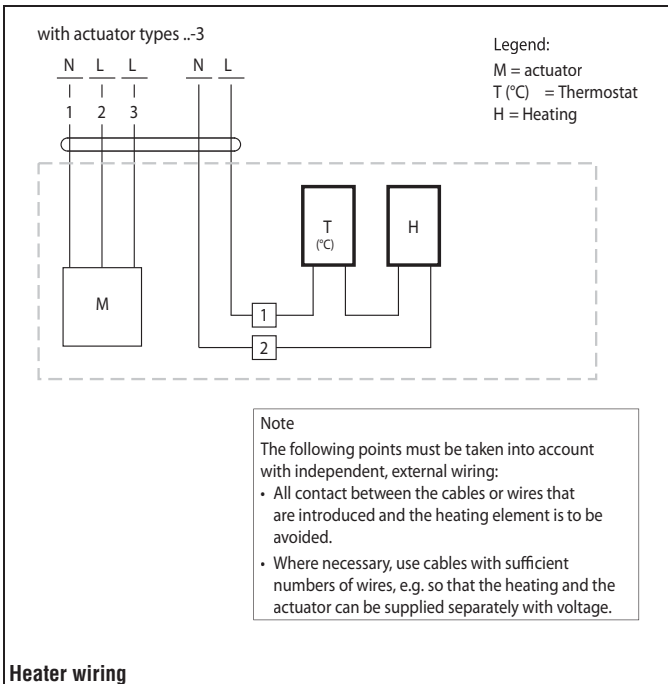 with actuator types ..-3
Legend:
M = actuator
T (°C) = Thermostat
H = Heating
N L L N L
1 2 3
T
(°C)
H
M
1
2
Note
The following points must be taken into account
with independent, external wiring:
• All contact between the cables or wires that
are introduced and the heating element is to be
avoided.
• Where necessary, use cables with sufficient
numbers of wires, e.g. so that the heating and the
actuator can be supplied separately with voltage.
Heater wiring